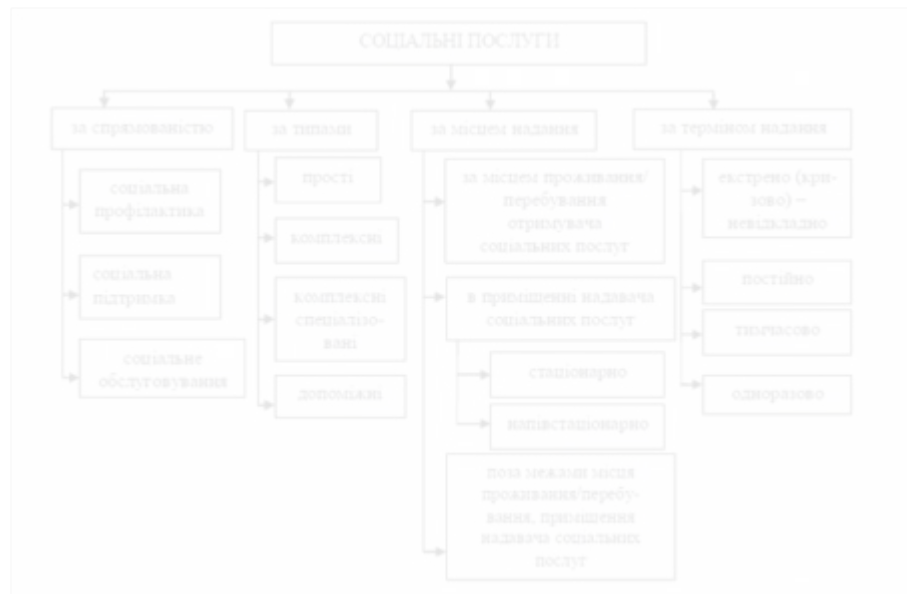 СОЦІАЛЬНІ ПОСЛУГИ
за спрямованістю
соціальна
профілактика
соціальна
підтримка
соціальне
обслуговування
за типами
прості
комплексні
комплексні
спеціалізо-
вані
допоміжні
за місцем надання
за місцем проживання/
перебування
отримувача
соціальних послуг
в приміщенні надавача
соціальних послуг
стаціонарно
напівстаціонарно
поза межами місця
проживання/перебу-
вання, приміщення
надавача соціальних
послуг
за терміном надання
екстрено (кри-
зово) –
невідкладно
постійно
тимчасово
одноразово